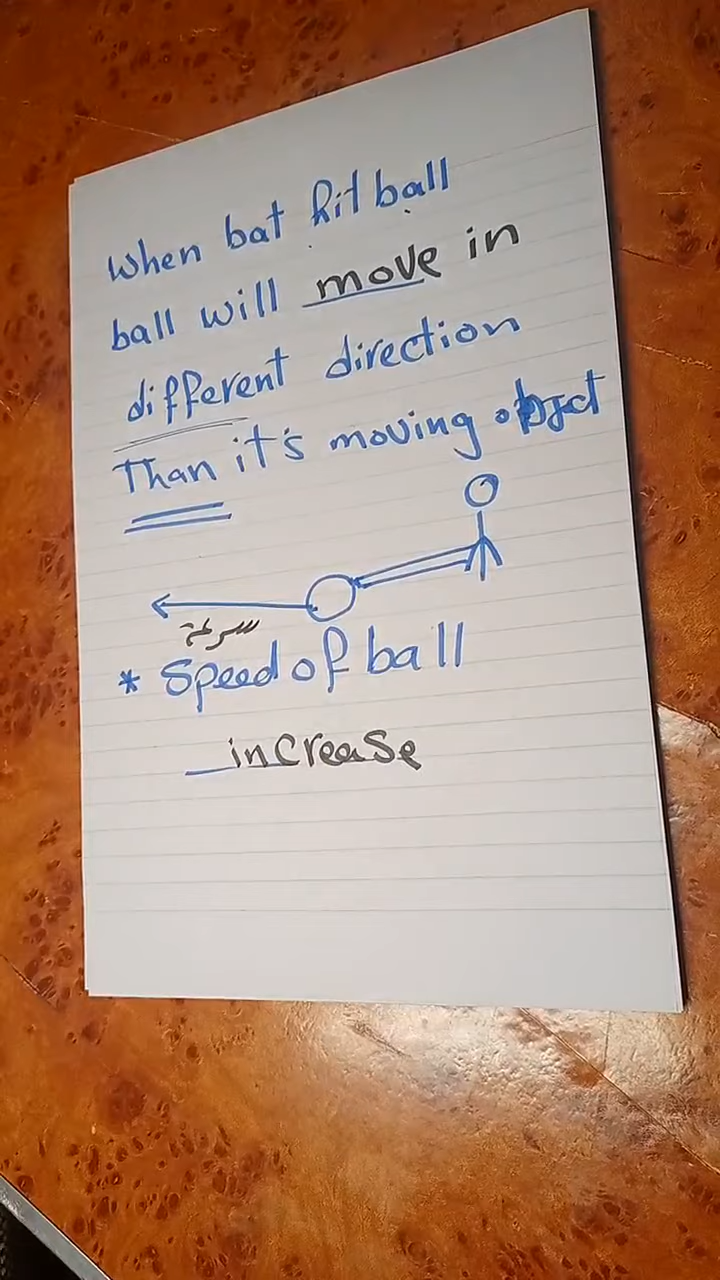 When bat hit ball
ball will move in
different direction
Than it's moving object
سرعة
* Speed of ball
increase